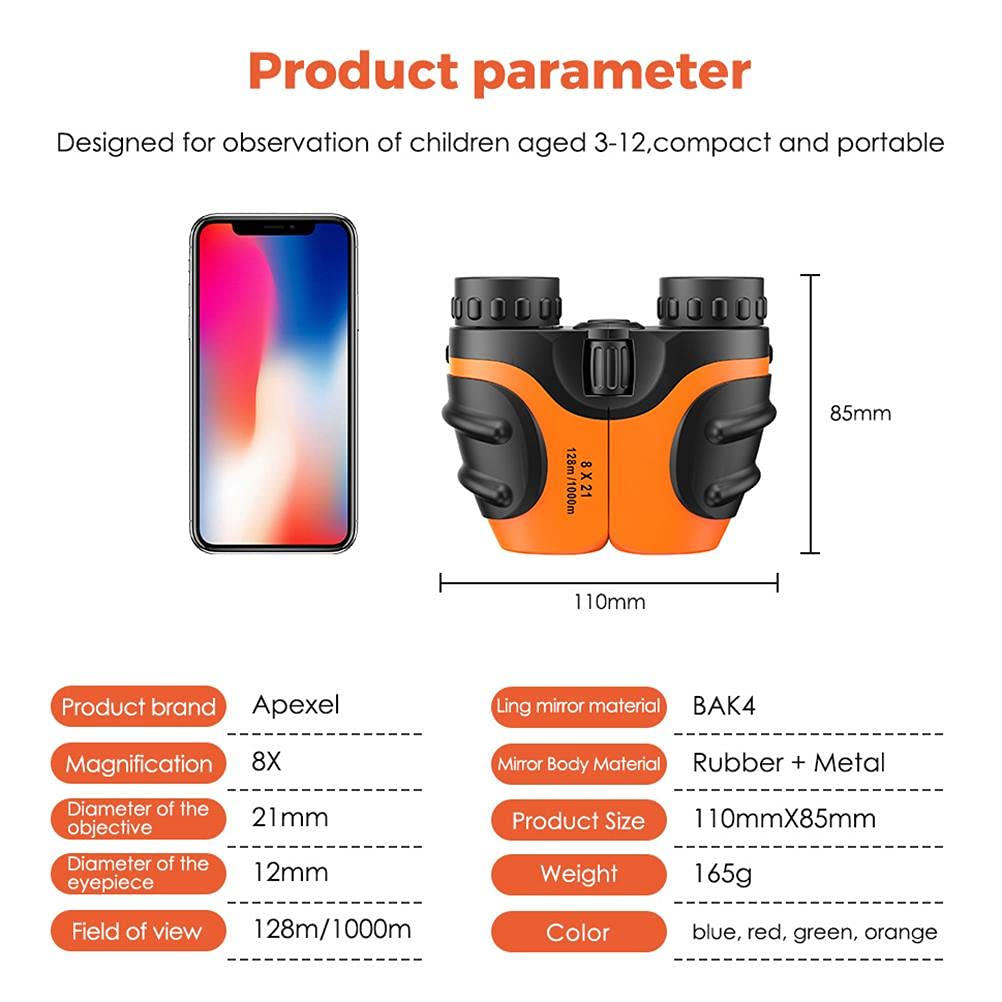 Product parameter
Designed for observation of children aged 3-12,compact and portable
8 X 21
128m/1000m
85mm
110mm
Product brand Apexel
Magnification 8X
Diameter of the
objective 21mm
Diameter of the
eyepiece 12mm
Field of view 128m/1000m
Ling mirror material BAK4
Mirror Body Material Rubber + Metal
Product Size 110mmX85mm
Weight 165g
Color blue, red, green, orange